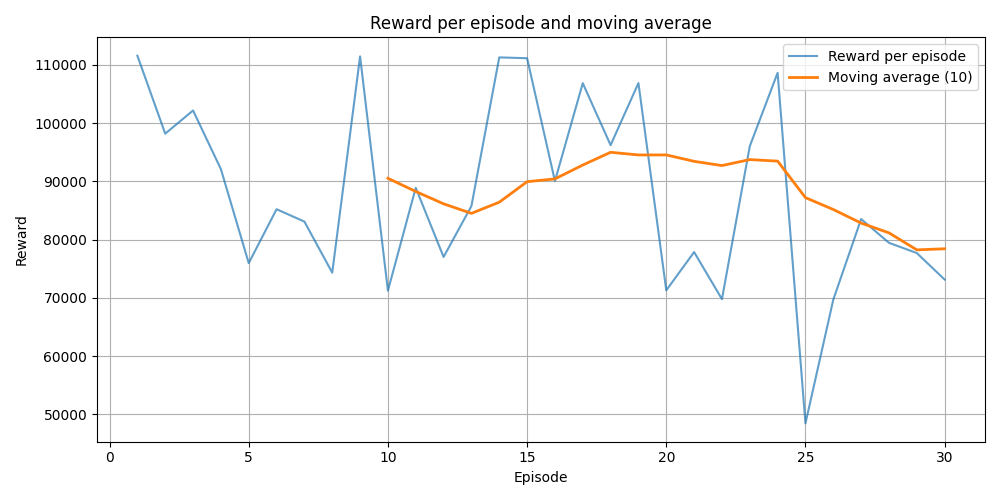 Reward per episode and moving average
Reward per episode
Moving average (10)
Reward
110000
100000
90000
80000
70000
60000
50000
0 5 10 15 20 25 30
Episode